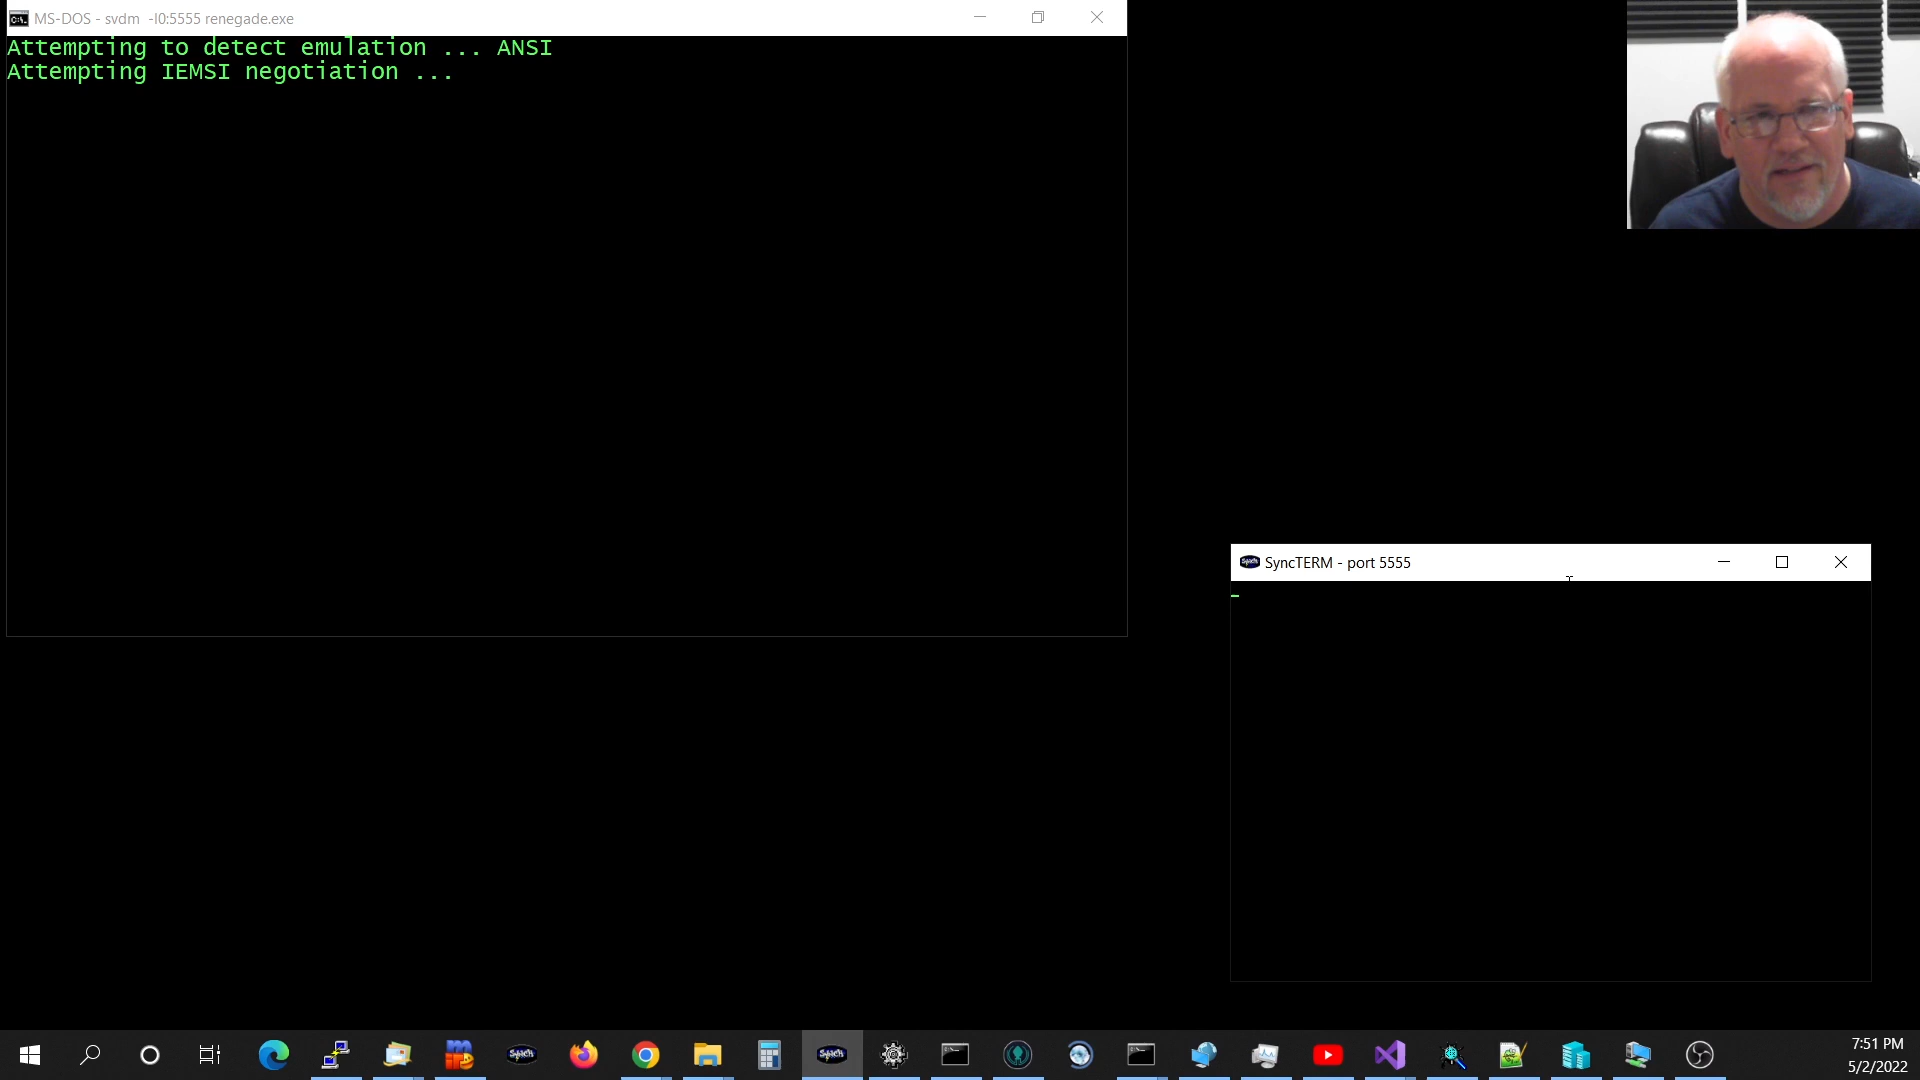 MS-DOS - svdm  -l0:5555 renegade.exe
Attempting to detect emulation ... ANSI
Attempting IEMSI negotiation ...
SyncTERM - port 5555
7:51 PM
5/2/2022